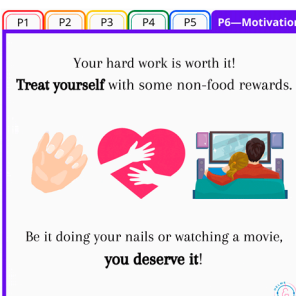 P1 P2 P3 P4 P5 P6—Motivation
Your hard work is worth it!
Treat yourself with some non-food rewards.
Be it doing your nails or watching a movie,
you deserve it!